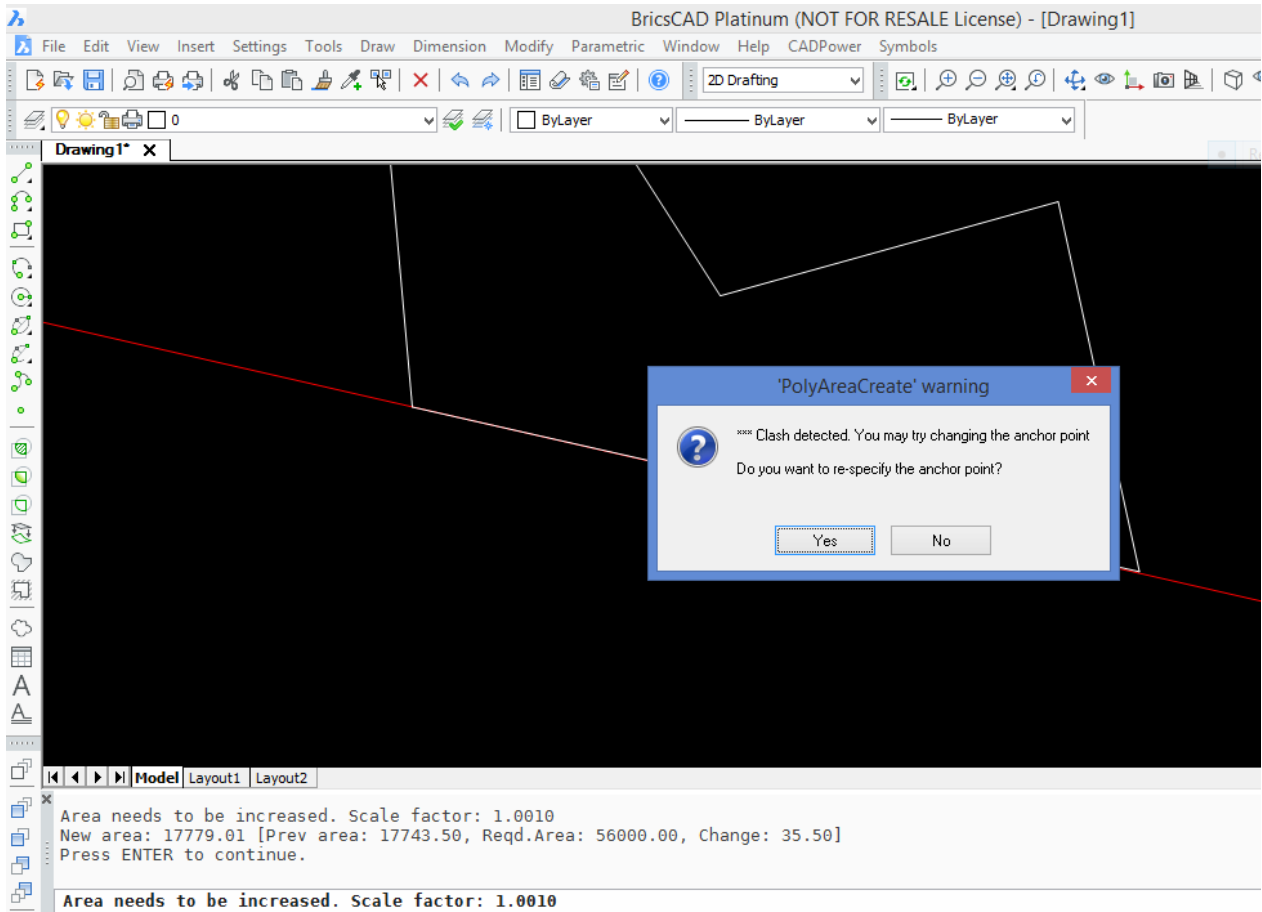 BricsCAD Platinum (NOT FOR RESALE License) - [Drawing1]
File Edit View Insert Settings Tools Draw Dimension Modify Parametric Window Help CADPower Symbols
2D Drafting
0 ByLayer ByLayer ByLayer
Drawing1* X
'PolyAreaCreate' warning
*** Clash detected. You may try changing the anchor point
Do you want to re-specify the anchor point?
Yes No
Model Layout1 Layout2
Area needs to be increased. Scale factor: 1.0010
New area: 17779.01 [Prev area: 17743.50, Reqd.Area: 56000.00, Change: 35.50]
Press ENTER to continue.
Area needs to be increased. Scale factor: 1.0010